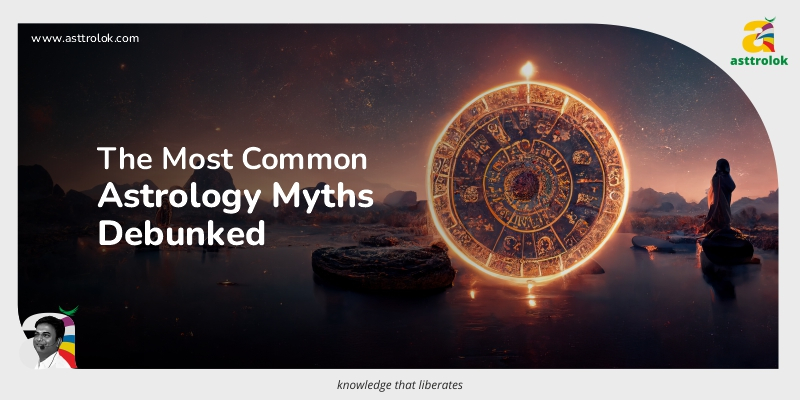 www.asttrolok.com
asttrolok
The Most Common
Astrology Myths
Debunked
knowledge that liberates